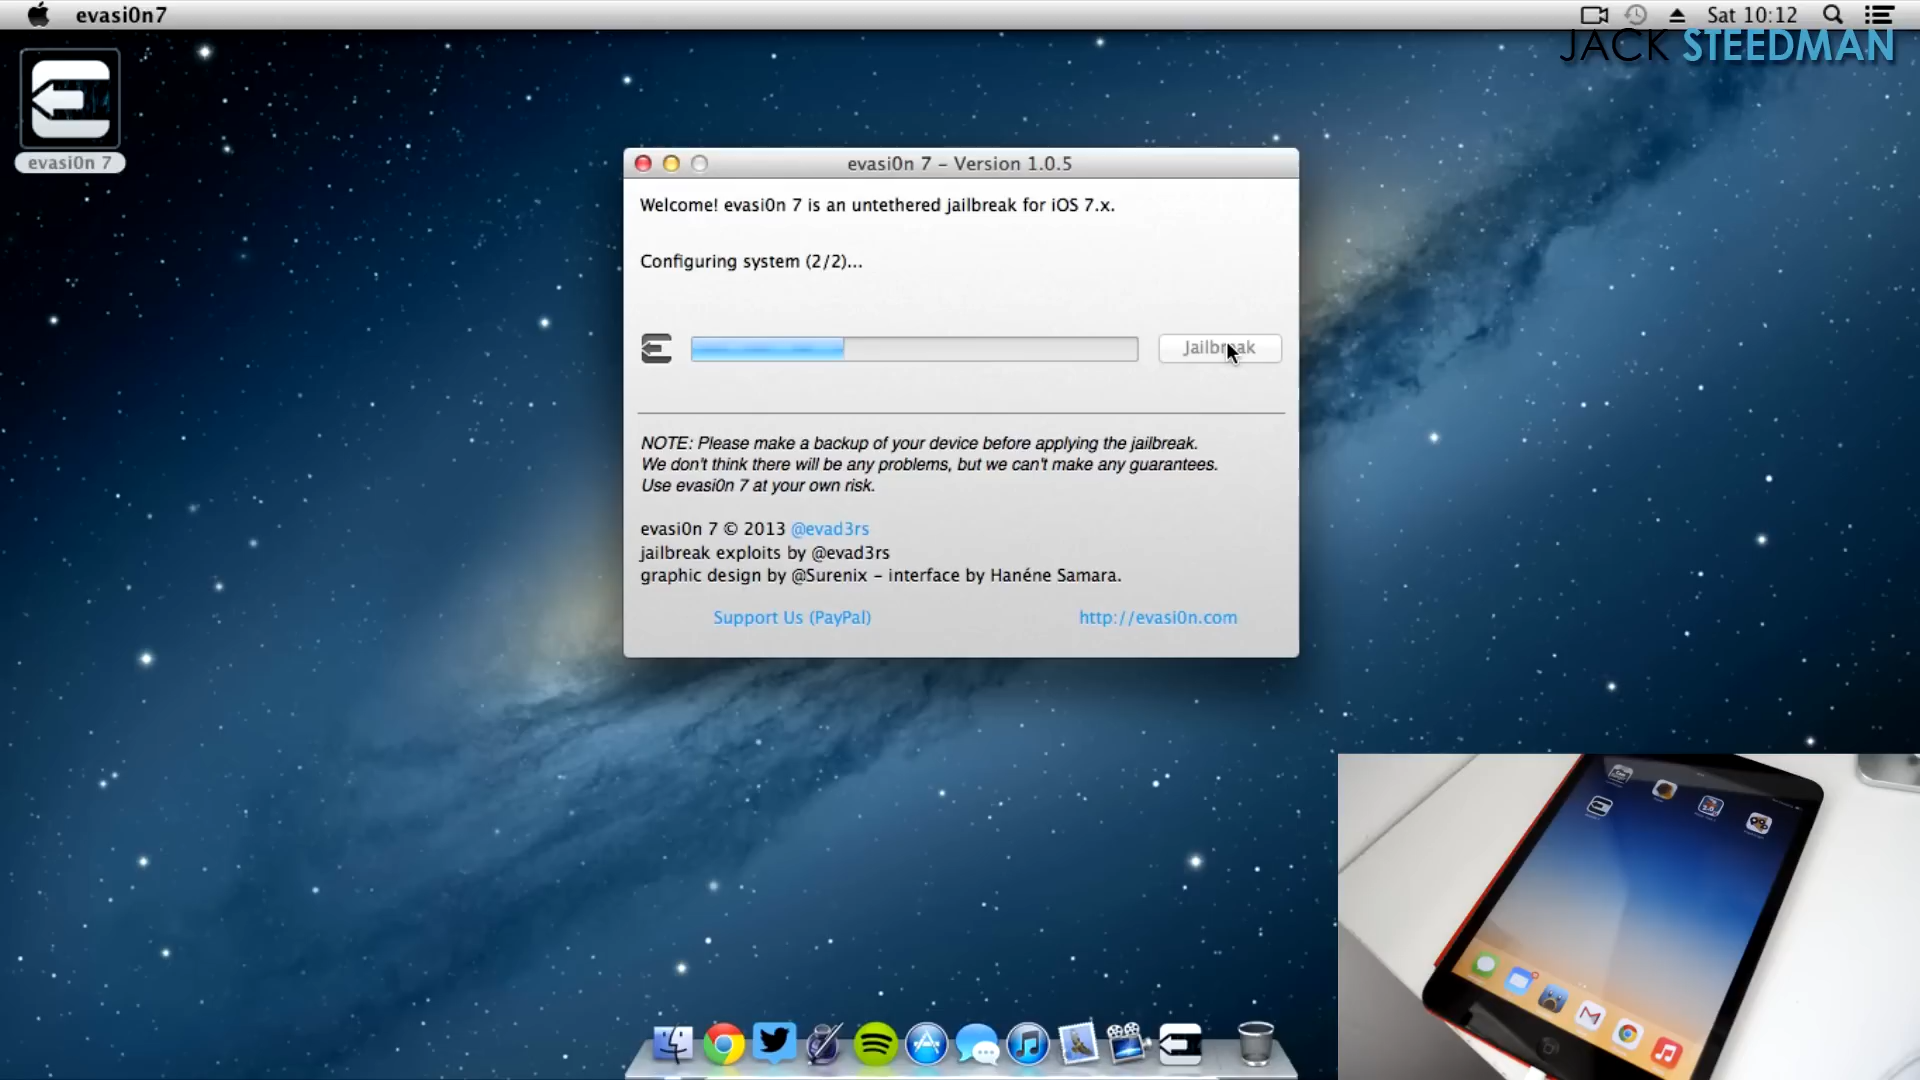 evasi0n7
Sat 10:12
JACK STEEDMAN
evasi0n 7
evasi0n 7 – Version 1.0.5
Welcome! evasi0n 7 is an untethered jailbreak for iOS 7.x.
Configuring system (2/2)...
Jailbreak
NOTE: Please make a backup of your device before applying the jailbreak.
We don't think there will be any problems, but we can't make any guarantees.
Use evasi0n 7 at your own risk.
evasi0n 7 © 2013 @evad3rs
jailbreak exploits by @evad3rs
graphic design by @Surenix – interface by Hanéne Samara.
Support Us (PayPal)
http://evasi0n.com